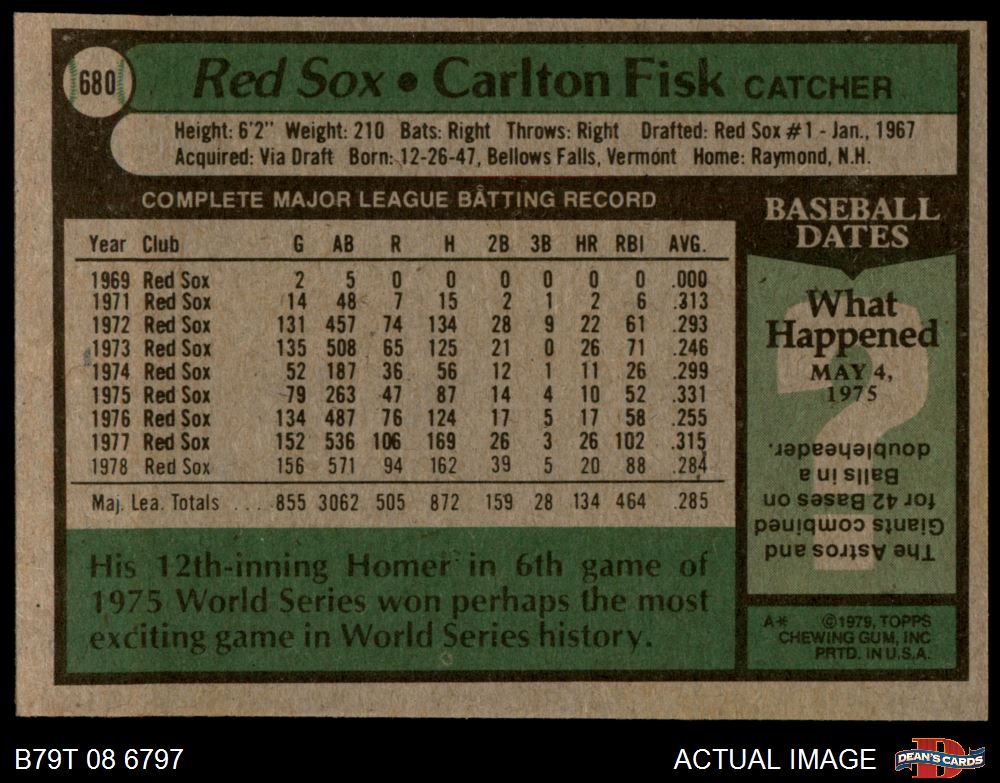 680
Red Sox • Carlton Fisk CATCHER
Height: 6'2" Weight: 210 Bats: Right Throws: Right Drafted: Red Sox #1 - Jan., 1967
Acquired: Via Draft Born: 12-26-47, Bellows Falls, Vermont Home: Raymond, N.H.
COMPLETE MAJOR LEAGUE BATTING RECORD
Year Club G AB R H 2B 3B HR RBI AVG.
1969 Red Sox 2 5 0 0 0 0 0 0 .000
1971 Red Sox 14 48 7 15 2 1 2 6 .313
1972 Red Sox 131 457 74 134 28 9 22 61 .293
1973 Red Sox 135 508 65 125 21 0 26 71 .246
1974 Red Sox 52 187 36 56 12 1 11 26 .299
1975 Red Sox 79 263 47 87 14 4 10 52 .331
1976 Red Sox 134 487 76 124 17 5 17 58 .255
1977 Red Sox 152 536 106 169 26 3 26 102 .315
1978 Red Sox 156 571 94 162 39 5 20 88 .284
Maj. Lea. Totals .... 855 3062 505 872 159 28 134 464 .285
His 12th-inning Homer in 6th game of
1975 World Series won perhaps the most
exciting game in World Series history.
BASEBALL
DATES
What
Happened
MAY 4,
1975
?
The Astros and
Giants combined
for 42 Bases on
Balls in a
doubleheader.
A* ©1979, TOPPS
CHEWING GUM, INC
PRTD. IN U.S.A.
B79T 08 6797
ACTUAL IMAGE
D
DEAN'S CARDS